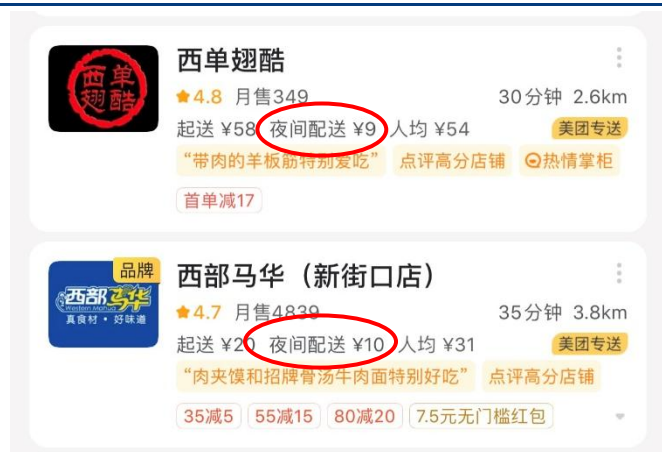 西单翅酷
西单
翅酷
4.8 月售349 30分钟 2.6km
起送 ¥58 夜间配送 ¥9 人均 ¥54 美团专送
“带肉的羊板筋特别爱吃” 点评高分店铺 热情掌柜
首单减17
品牌
西部马华
Western Mahua
真食材·好味道
西部马华（新街口店）
4.7 月售4839 35分钟 3.8km
起送 ¥20 夜间配送 ¥10 人均 ¥31 美团专送
“肉夹馍和招牌骨汤牛肉面特别好吃” 点评高分店铺
35减5 55减15 80减20 7.5元无门槛红包